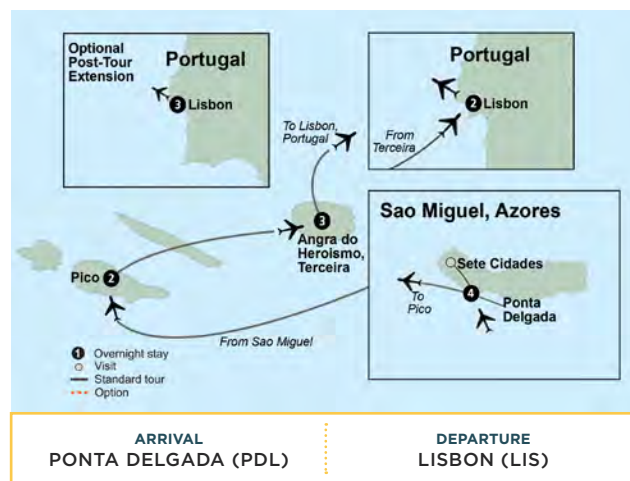 Optional
Post-Tour
Extension
Portugal
3 Lisbon
Portugal
2 Lisbon
From
Terceira
To Lisbon,
Portugal
3
Angra do
Heroismo,
Terceira
Pico 2
From Sao Miguel
Sao Miguel, Azores
Sete Cidades
4
To
Pico
Ponta
Delgada
1 Overnight stay
Visit
Standard tour
Option
ARRIVAL
PONTA DELGADA (PDL)
DEPARTURE
LISBON (LIS)